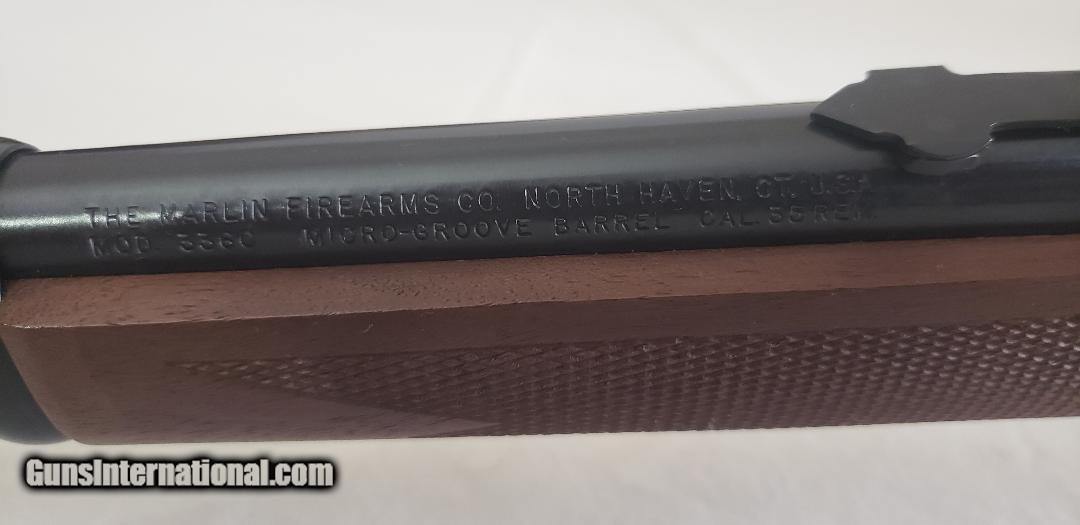 THE MARLIN FIREARMS CO. NORTH HAVEN, CT. U.S.A.
MOD. 336C MICRO-GROOVE BARREL CAL. 35 REM.
GunsInternational.com